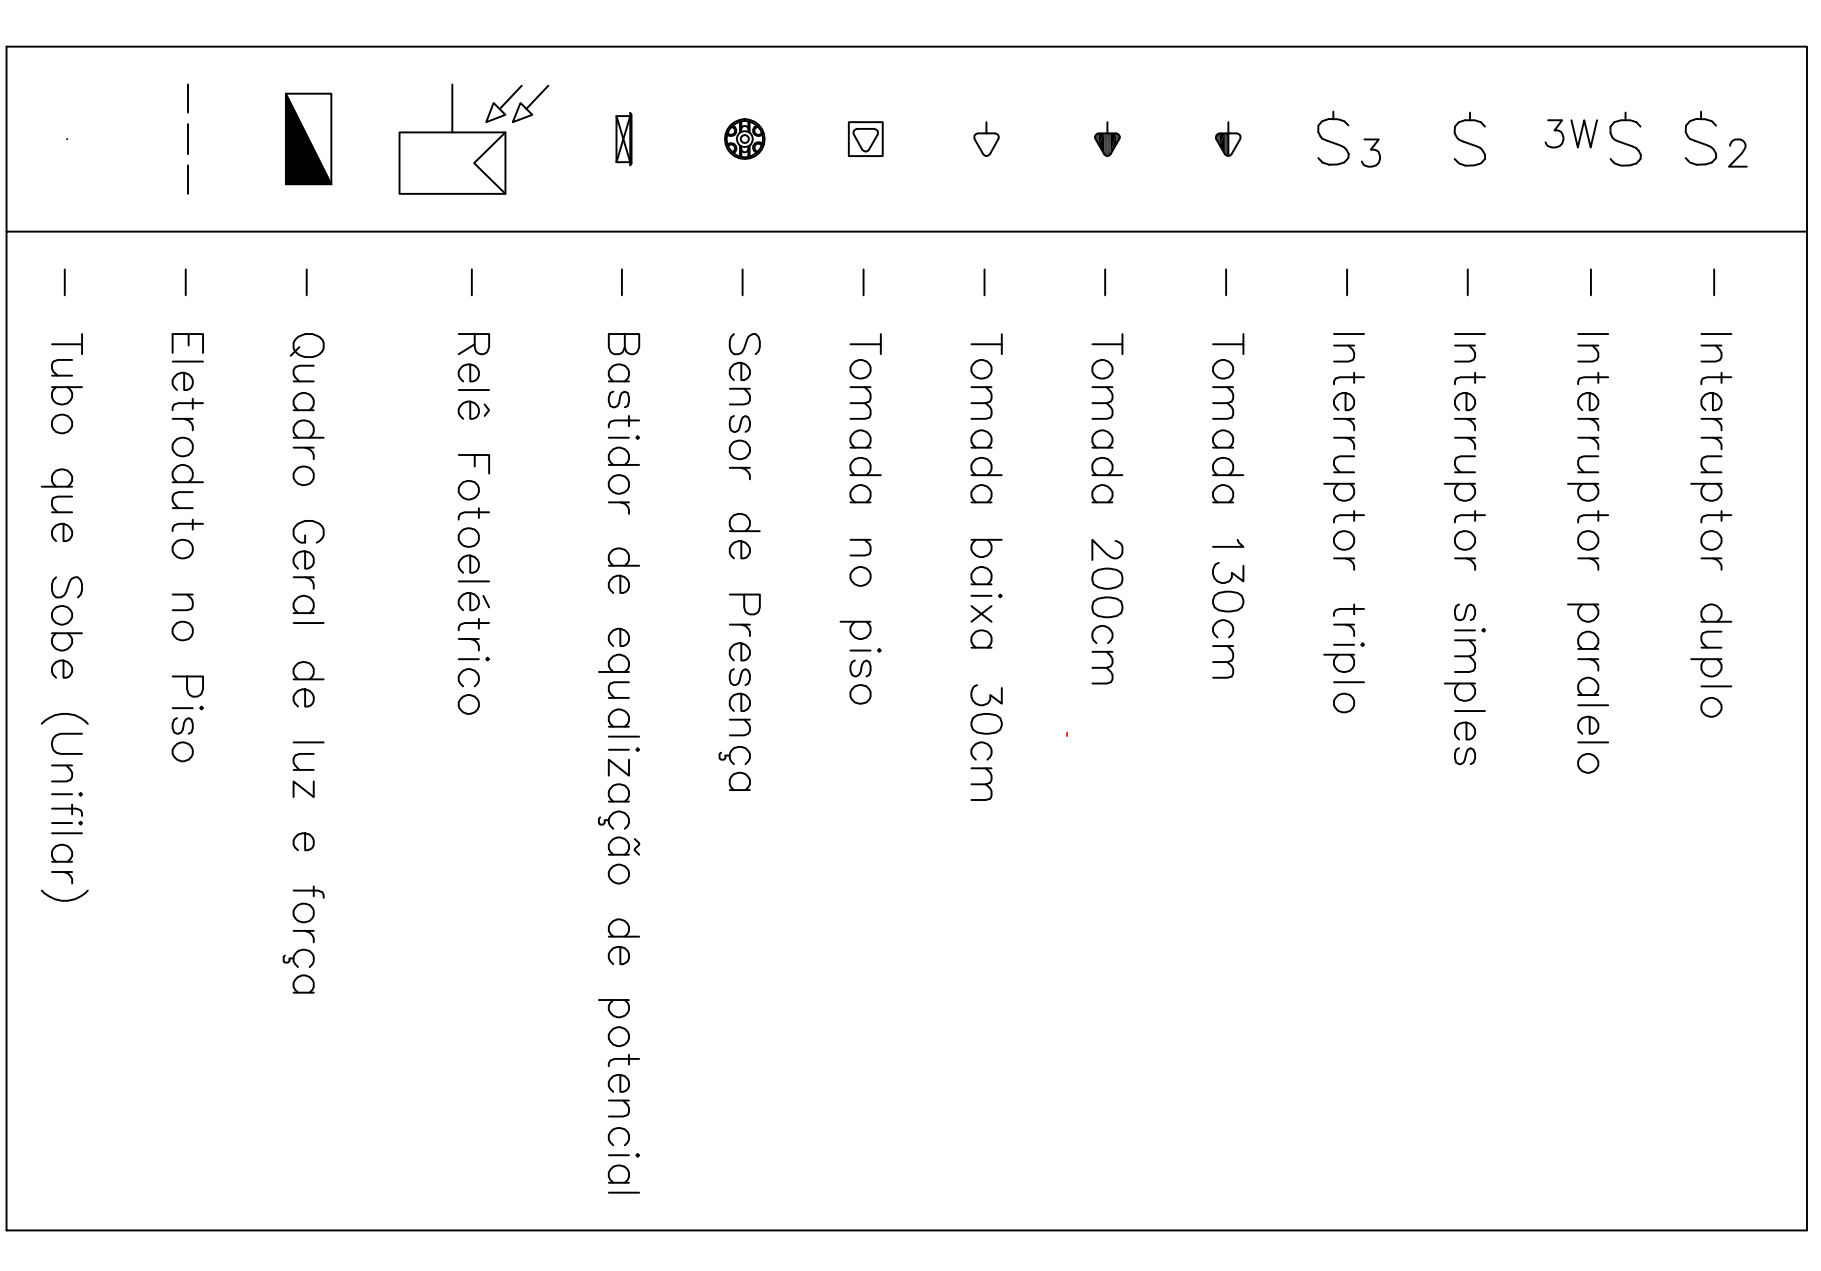 S2 – Interruptor duplo
3W S – Interruptor paralelo
S – Interruptor simples
S3 – Interruptor triplo
– Tomada 130cm
– Tomada 200cm
– Tomada baixa 30cm
– Tomada no piso
– Sensor de Presença
– Bastidor de equalização de potencial
– Relê Fotoelétrico
– Quadro Geral de luz e força
– Eletroduto no Piso
– Tubo que Sobe (Unifilar)